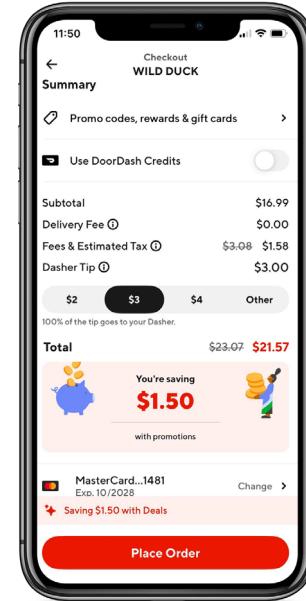 11:50
Checkout
WILD DUCK
Summary
Promo codes, rewards & gift cards
Use DoorDash Credits
Subtotal $16.99
Delivery Fee $0.00
Fees & Estimated Tax $3.08 $1.58
Dasher Tip $3.00
$2 $3 $4 Other
100% of the tip goes to your Dasher.
Total $23.07 $21.57
You're saving
$1.50
with promotions
MasterCard...1481
Exp. 10/2028
Change
Saving $1.50 with Deals
Place Order